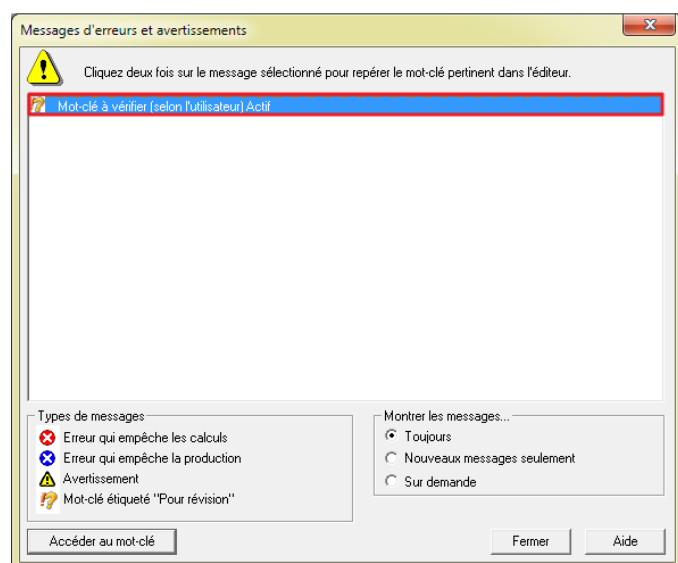 Messages d'erreurs et avertissements
Cliquez deux fois sur le message sélectionné pour repérer le mot-clé pertinent dans l'éditeur.
Mot-clé à vérifier (selon l'utilisateur) Actif
Types de messages
Erreur qui empêche les calculs
Erreur qui empêche la production
Avertissement
Mot-clé étiqueté "Pour révision"
Montrer les messages...
Toujours
Nouveaux messages seulement
Sur demande
Accéder au mot-clé
Fermer
Aide